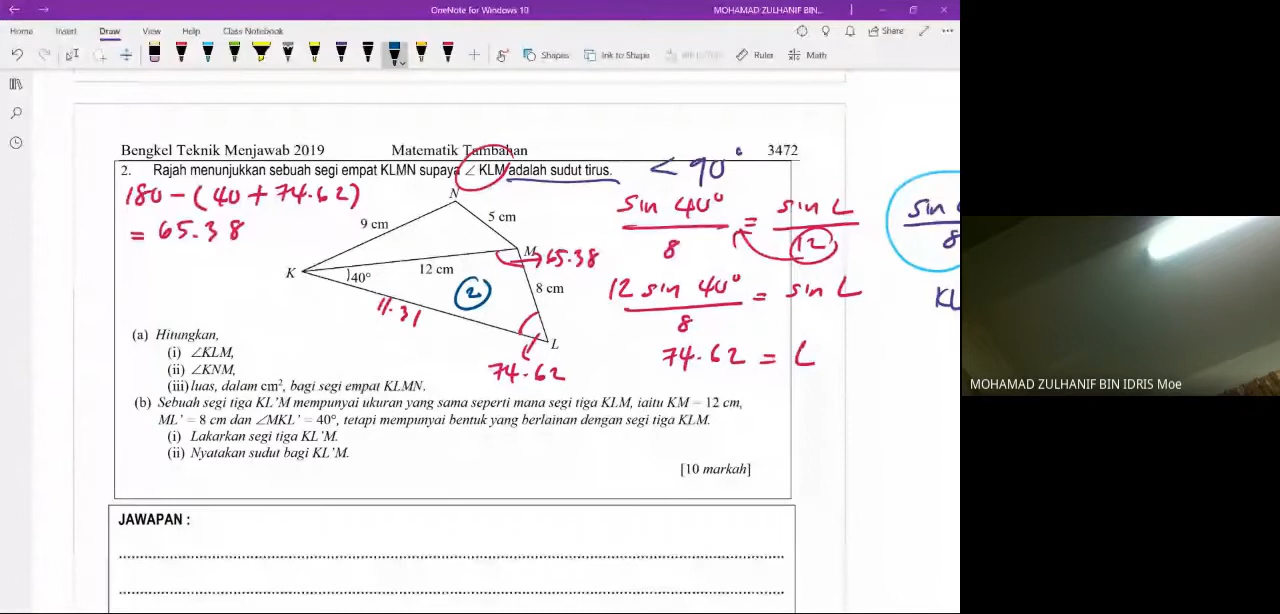 OneNote for Windows 10
MOHAMAD ZULHANIF BIN...
Home Insert Draw View Help Class Notebook
Share
Shapes Ink to Shape Ruler Math
Bengkel Teknik Menjawab 2019 Matematik Tambahan 3472
2. Rajah menunjukkan sebuah segi empat KLMN supaya ∠ KLM adalah sudut tirus. < 90°
180 - (40 + 74.62)
= 65.38
N
9 cm
5 cm
K
40°
12 cm
M
65.38
8 cm
2
11.31
L
74.62
sin 40° / 8 = sin L / 12
12 sin 40° / 8 = sin L
74.62 = L
sin
8
KL
(a) Hitungkan,
(i) ∠KLM,
(ii) ∠KNM,
(iii) luas, dalam cm², bagi segi empat KLMN.
(b) Sebuah segi tiga KL'M mempunyai ukuran yang sama seperti mana segi tiga KLM, iaitu KM = 12 cm,
ML' = 8 cm dan ∠MKL' = 40°, tetapi mempunyai bentuk yang berlainan dengan segi tiga KLM.
(i) Lakarkan segi tiga KL'M.
(ii) Nyatakan sudut bagi KL'M.
[10 markah]
JAWAPAN :
MOHAMAD ZULHANIF BIN IDRIS Moe